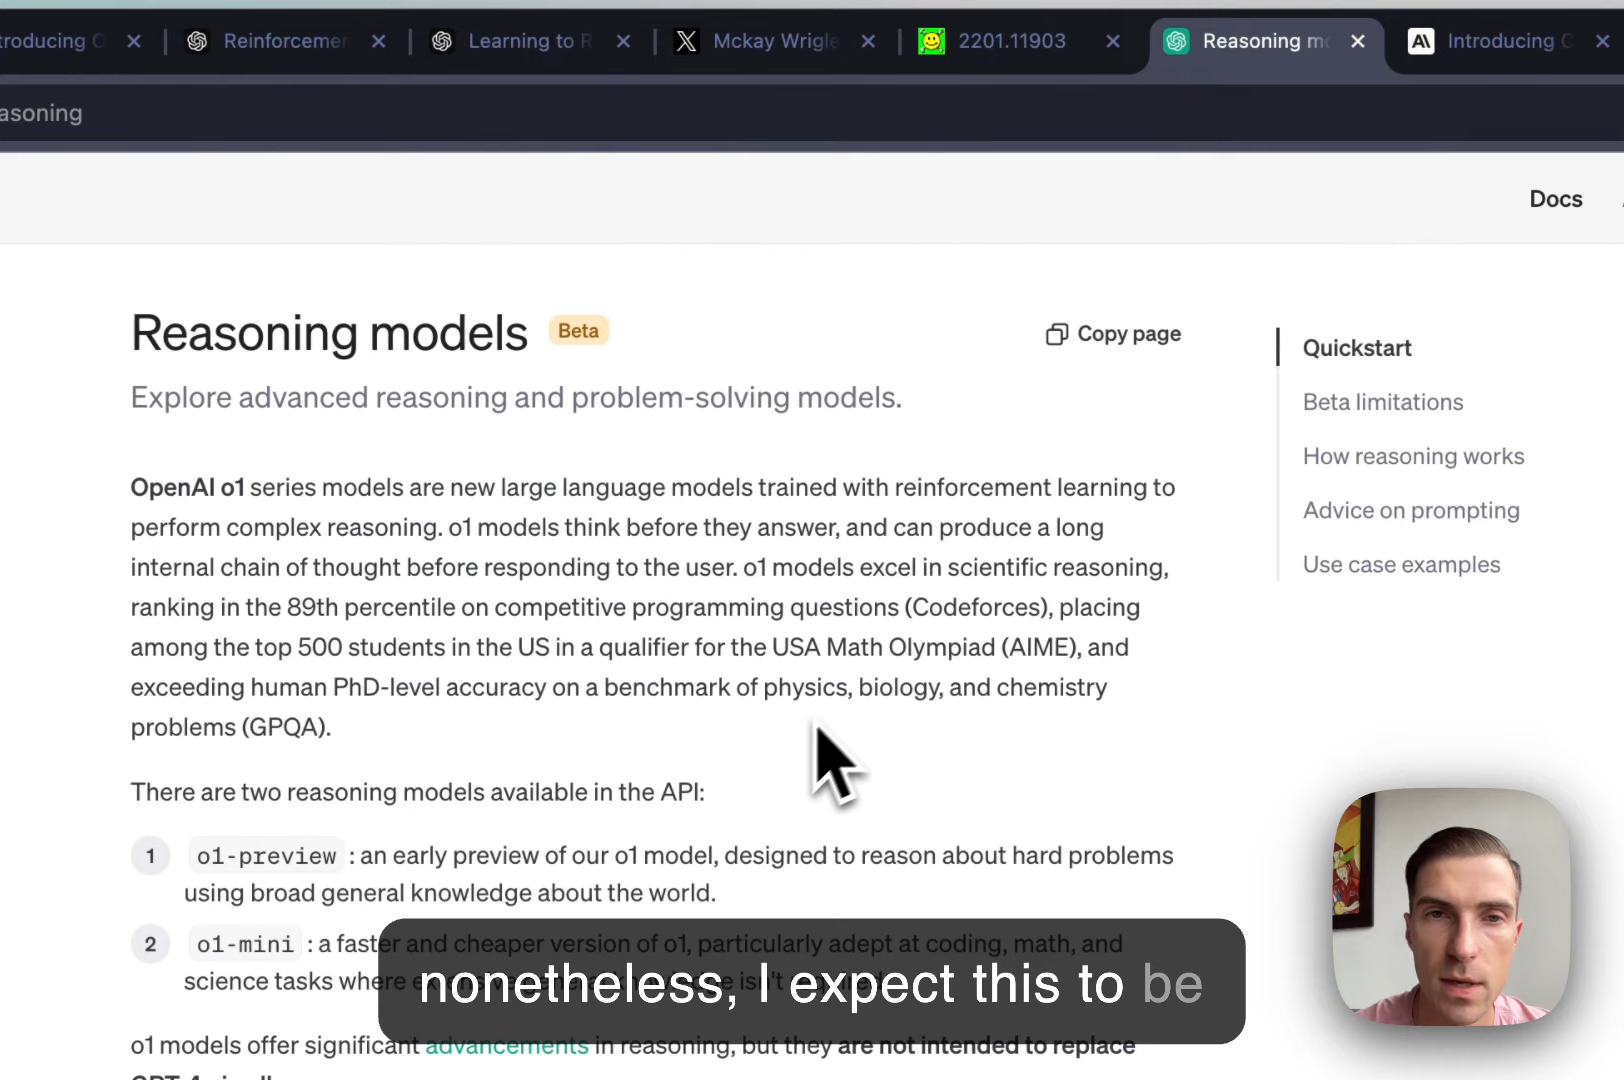 troducing
Reinforcemen
Learning to R
Mckay Wrigle
2201.11903
Reasoning mo
Introducing C
asoning
Docs
Reasoning models Beta
Copy page
Explore advanced reasoning and problem-solving models.
OpenAI o1 series models are new large language models trained with reinforcement learning to
perform complex reasoning. o1 models think before they answer, and can produce a long
internal chain of thought before responding to the user. o1 models excel in scientific reasoning,
ranking in the 89th percentile on competitive programming questions (Codeforces), placing
among the top 500 students in the US in a qualifier for the USA Math Olympiad (AIME), and
exceeding human PhD-level accuracy on a benchmark of physics, biology, and chemistry
problems (GPQA).
There are two reasoning models available in the API:
1 o1-preview : an early preview of our o1 model, designed to reason about hard problems
using broad general knowledge about the world.
2 o1-mini : a faster and cheaper version of o1, particularly adept at coding, math, and
science tasks where
o1 models offer significant advancements in reasoning, but they are not intended to replace
Quickstart
Beta limitations
How reasoning works
Advice on prompting
Use case examples
nonetheless, I expect this to be